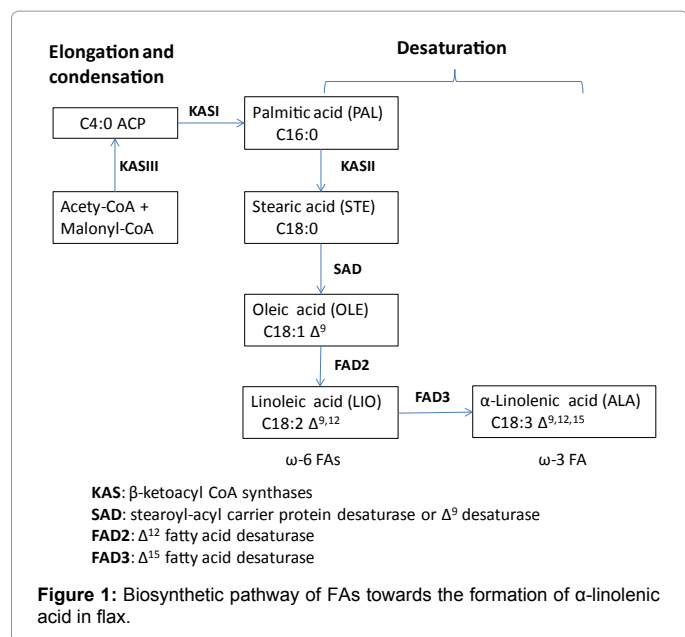 Elongation and
condensation
Desaturation
C4:0 ACP
KASI
Palmitic acid (PAL)
C16:0
KASIII
KASII
Acety-CoA +
Malonyl-CoA
Stearic acid (STE)
C18:0
SAD
Oleic acid (OLE)
C18:1 Δ⁹
FAD2
Linoleic acid (LIO)
C18:2 Δ⁹,¹²
FAD3
α-Linolenic acid (ALA)
C18:3 Δ⁹,¹²,¹⁵
ω-6 FAs
ω-3 FA
KAS: β-ketoacyl CoA synthases
SAD: stearoyl-acyl carrier protein desaturase or Δ⁹ desaturase
FAD2: Δ¹² fatty acid desaturase
FAD3: Δ¹⁵ fatty acid desaturase
Figure 1: Biosynthetic pathway of FAs towards the formation of α-linolenic
acid in flax.